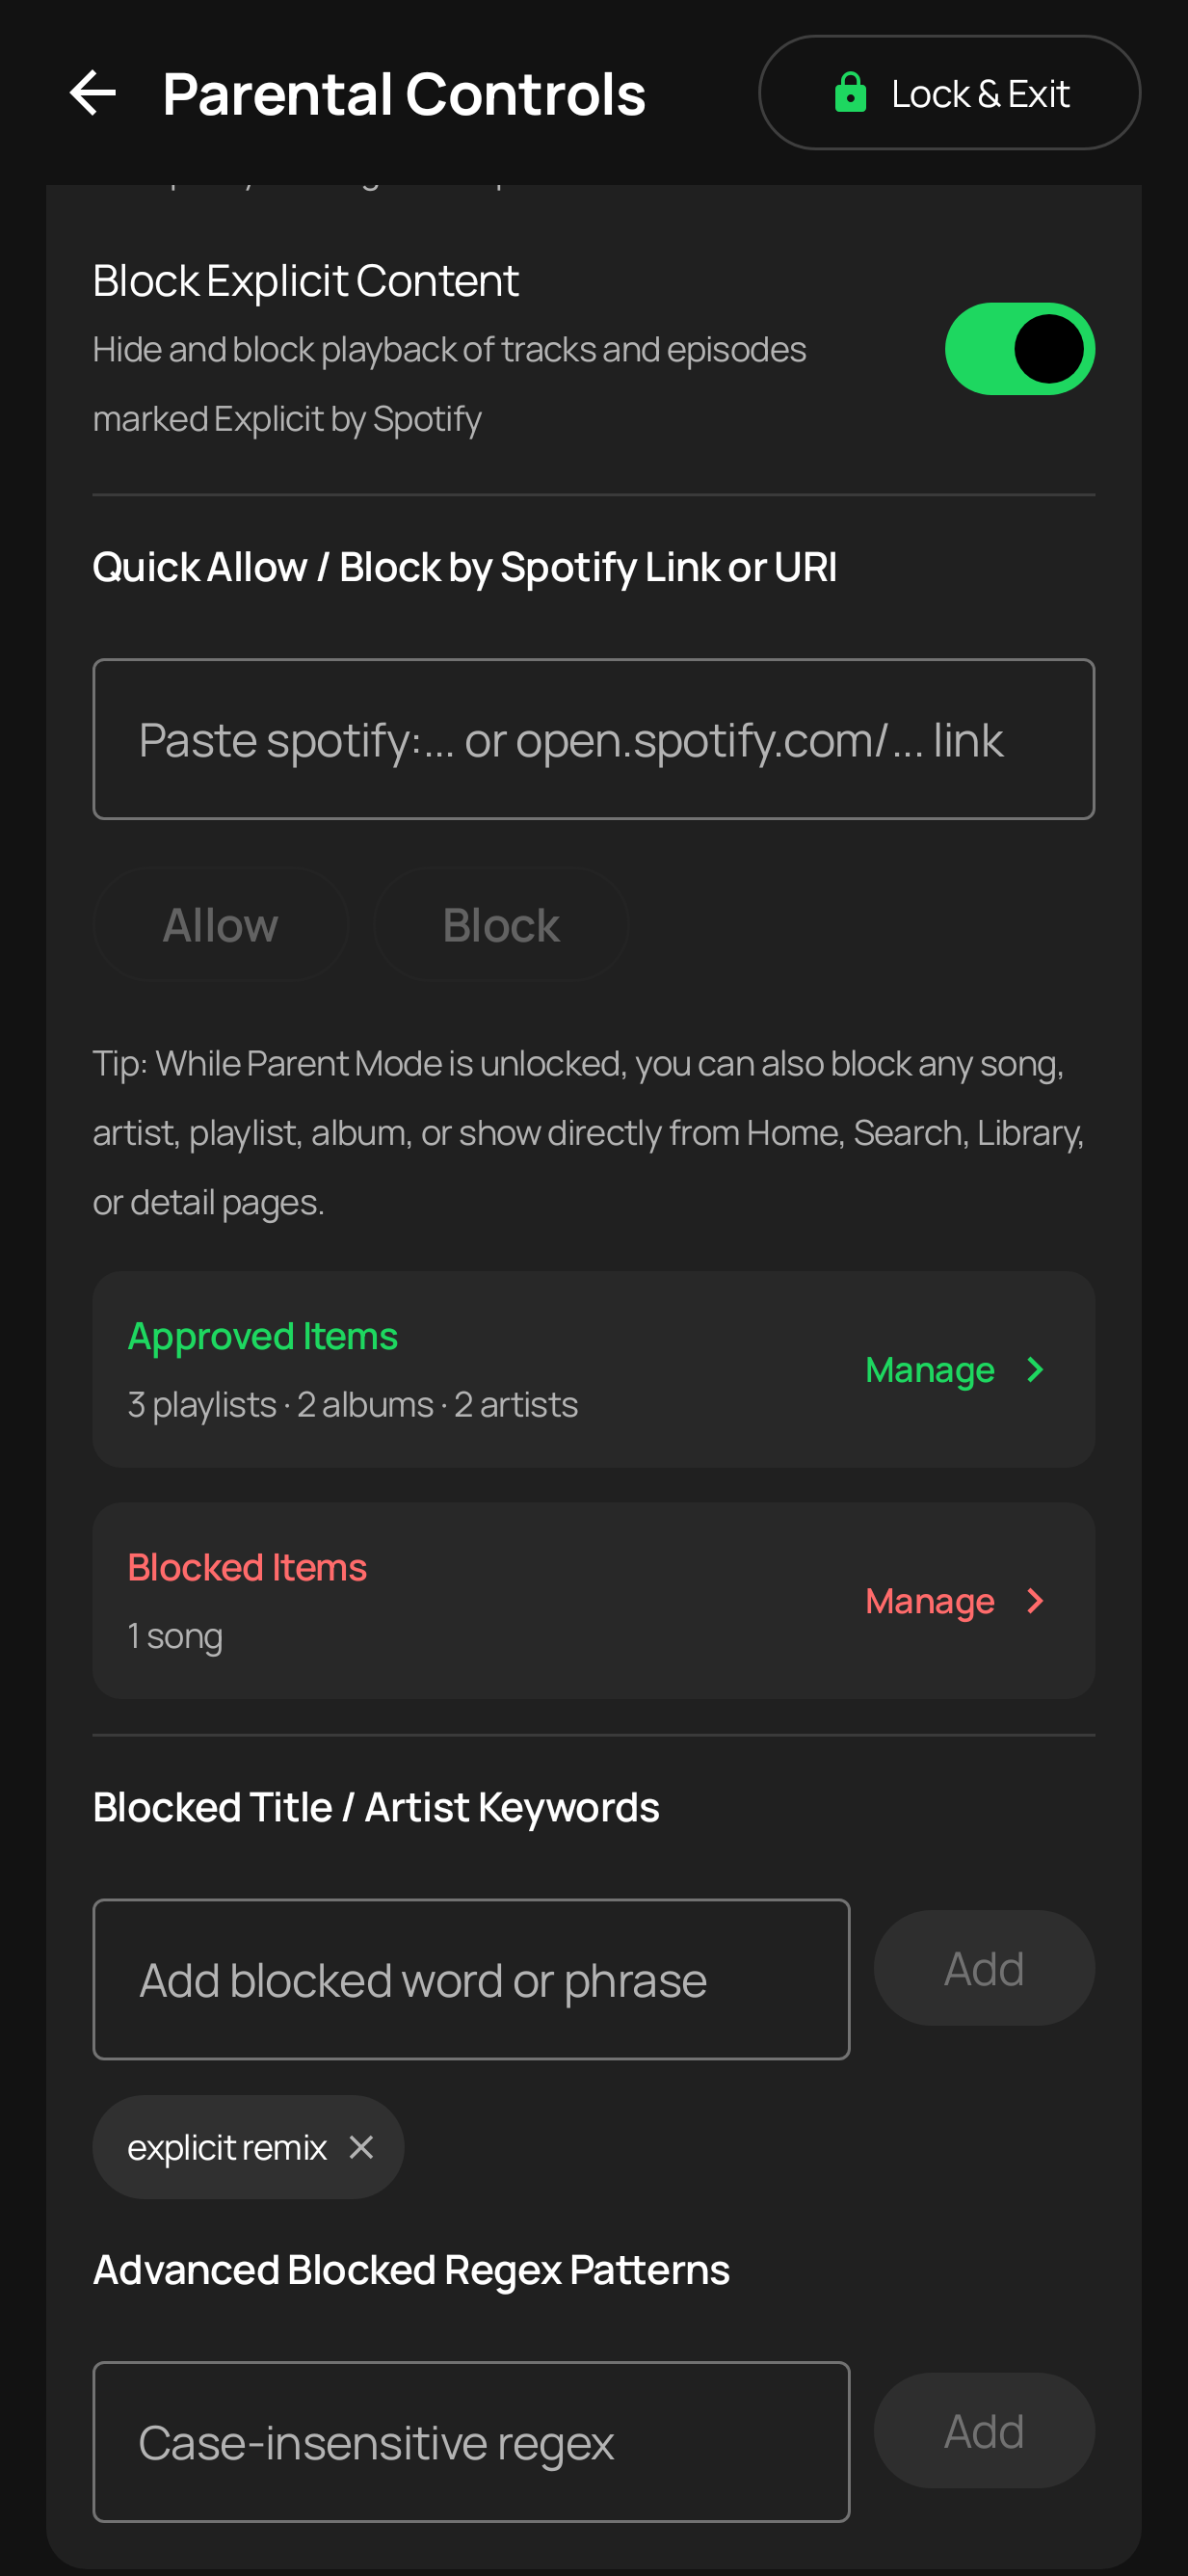 Parental Controls
Lock & Exit
Block Explicit Content
Hide and block playback of tracks and episodes
marked Explicit by Spotify
Quick Allow / Block by Spotify Link or URI
Paste spotify:... or open.spotify.com/... link
Allow
Block
Tip: While Parent Mode is unlocked, you can also block any song,
artist, playlist, album, or show directly from Home, Search, Library,
or detail pages.
Approved Items
3 playlists · 2 albums · 2 artists
Manage
Blocked Items
1 song
Manage
Blocked Title / Artist Keywords
Add blocked word or phrase
Add
explicit remix
Advanced Blocked Regex Patterns
Case-insensitive regex
Add